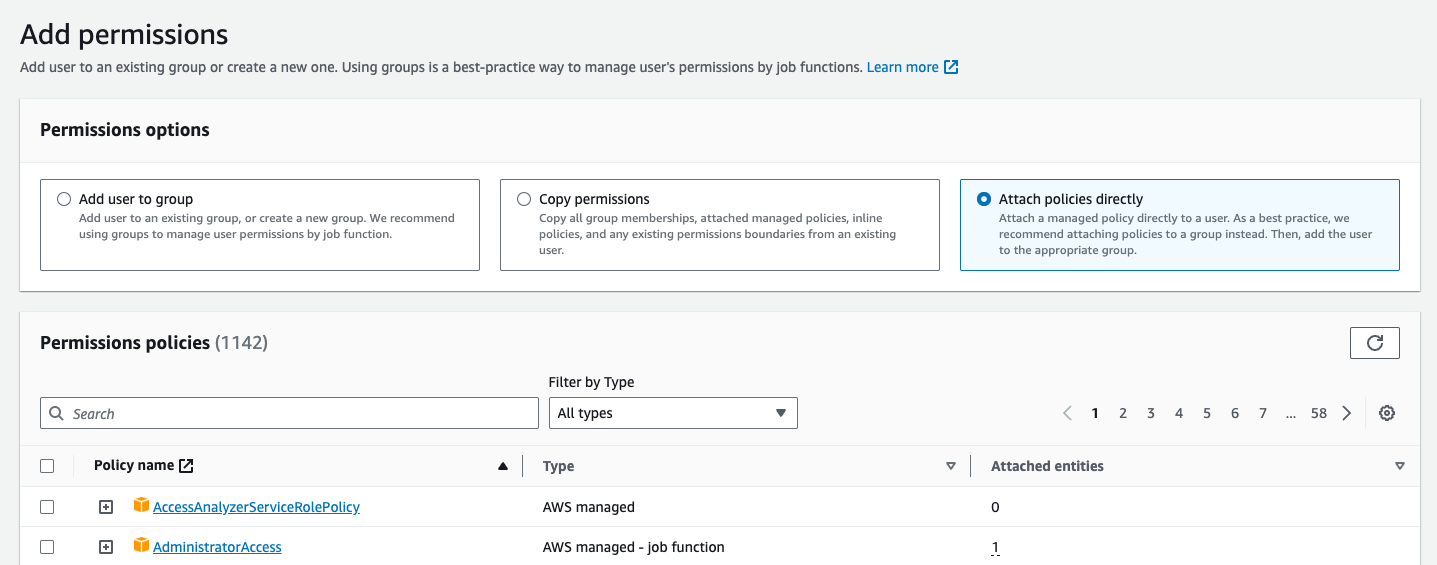 Add permissions
Add user to an existing group or create a new one. Using groups is a best-practice way to manage user's permissions by job functions. Learn more
Permissions options
Add user to group
Add user to an existing group, or create a new group. We recommend
using groups to manage user permissions by job function.
Copy permissions
Copy all group memberships, attached managed policies, inline
policies, and any existing permissions boundaries from an existing
user.
Attach policies directly
Attach a managed policy directly to a user. As a best practice, we
recommend attaching policies to a group instead. Then, add the user
to the appropriate group.
Permissions policies (1142)
Filter by Type
Search
All types
1 2 3 4 5 6 7 ... 58
Policy name Type Attached entities
AccessAnalyzerServiceRolePolicy AWS managed 0
AdministratorAccess AWS managed - job function 1